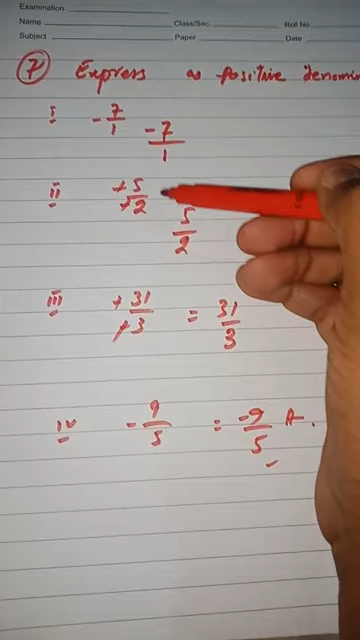 Examination
Name Class/Sec. Roll No
Subject Paper Date
7 Express as positive denomin
i -7/1 -7/1
ii +5/+2 5/2
iii +31/+3 = 31/3
iv -9/5 = -9/5 A.